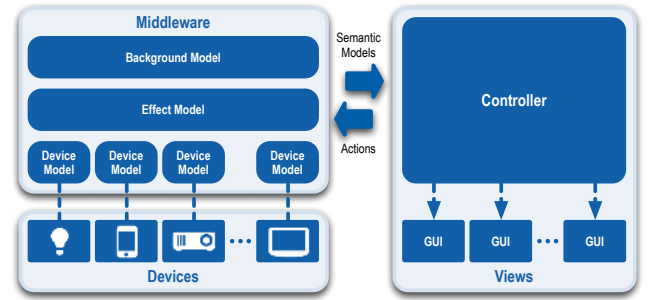 Middleware
Background Model
Effect Model
Device
Model
Device
Model
Device
Model
Device
Model
Devices
Semantic
Models
Actions
Controller
GUI
GUI
GUI
Views